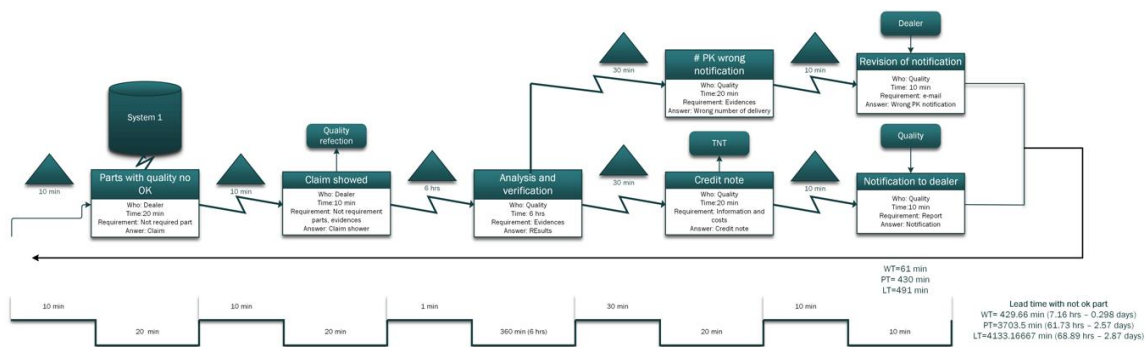 Dealer
# PK wrong
notification
Who: Quality
Time:20 min
Requirement: Evidences
Answer: Wrong number of delivery
Revision of notification
Who: Quality
Time: 10 min
Requirement: e-mail
Answer: Wrong PK notification
30 min
10 min
System 1
Quality
refection
TNT
Quality
10 min
Parts with quality no
OK
Who: Dealer
Time:20 min
Requirement: Not required part
Anwer: Claim
10 min
Claim showed
Who: Dealer
Time:10 min
Requirement: Not requirement
parts, evidences
Answer: Claim shower
6 hrs
Analysis and
verification
Who: Quality
Time: 6 hrs
Requirement: Evidences
Answer: REsults
30 min
Credit note
Who: Quality
Time:20 min
Requirement: Information and
costs
Answer: Credit note
10 min
Notification to dealer
Who: Quality
Time:10 min
Requirement: Report
Answer: Notification
WT=61 min
PT= 430 min
LT=491 min
10 min
20 min
10 min
20 min
1 min
360 min (6 hrs)
30 min
20 min
10 min
10 min
Lead time with not ok part
WT= 429.66 min (7.16 hrs – 0.298 days)
PT=3703.5 min (61.73 hrs – 2.57 days)
LT=4133.16667 min (68.89 hrs – 2.87 days)